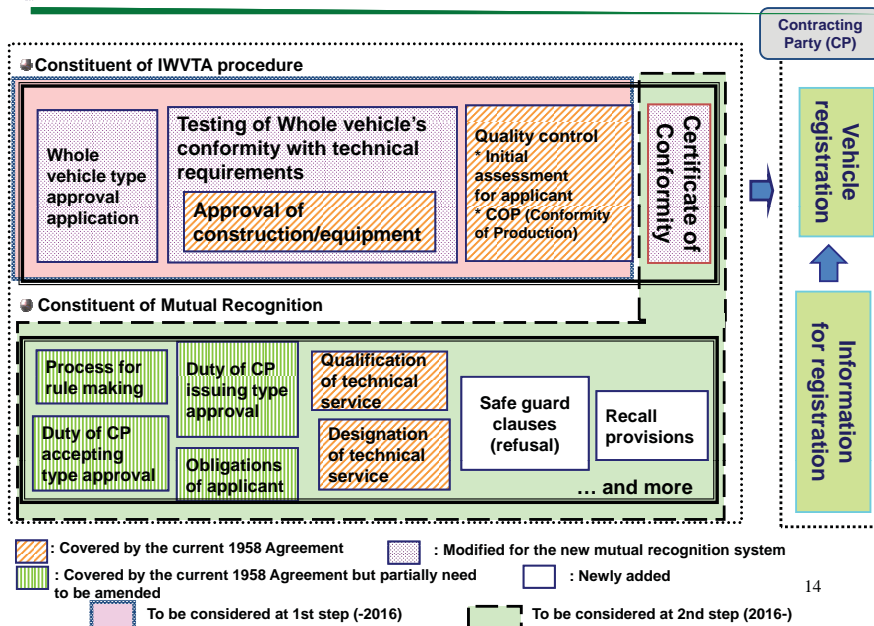 Contracting
Party (CP)
Constituent of IWVTA procedure
Whole
vehicle type
approval
application
Testing of Whole vehicle's
conformity with technical
requirements
Approval of
construction/equipment
Quality control
* Initial
assessment
for applicant
* COP (Conformity
of Production)
Certificate of
Conformity
Vehicle
registration
Constituent of Mutual Recognition
Process for
rule making
Duty of CP
issuing type
approval
Qualification
of technical
service
Safe guard
clauses
(refusal)
Recall
provisions
Duty of CP
accepting
type approval
Obligations
of applicant
Designation
of technical
service
... and more
Information
for registration
: Covered by the current 1958 Agreement
: Modified for the new mutual recognition system
: Covered by the current 1958 Agreement but partially need
to be amended
: Newly added
14
To be considered at 1st step (-2016)
To be considered at 2nd step (2016-)